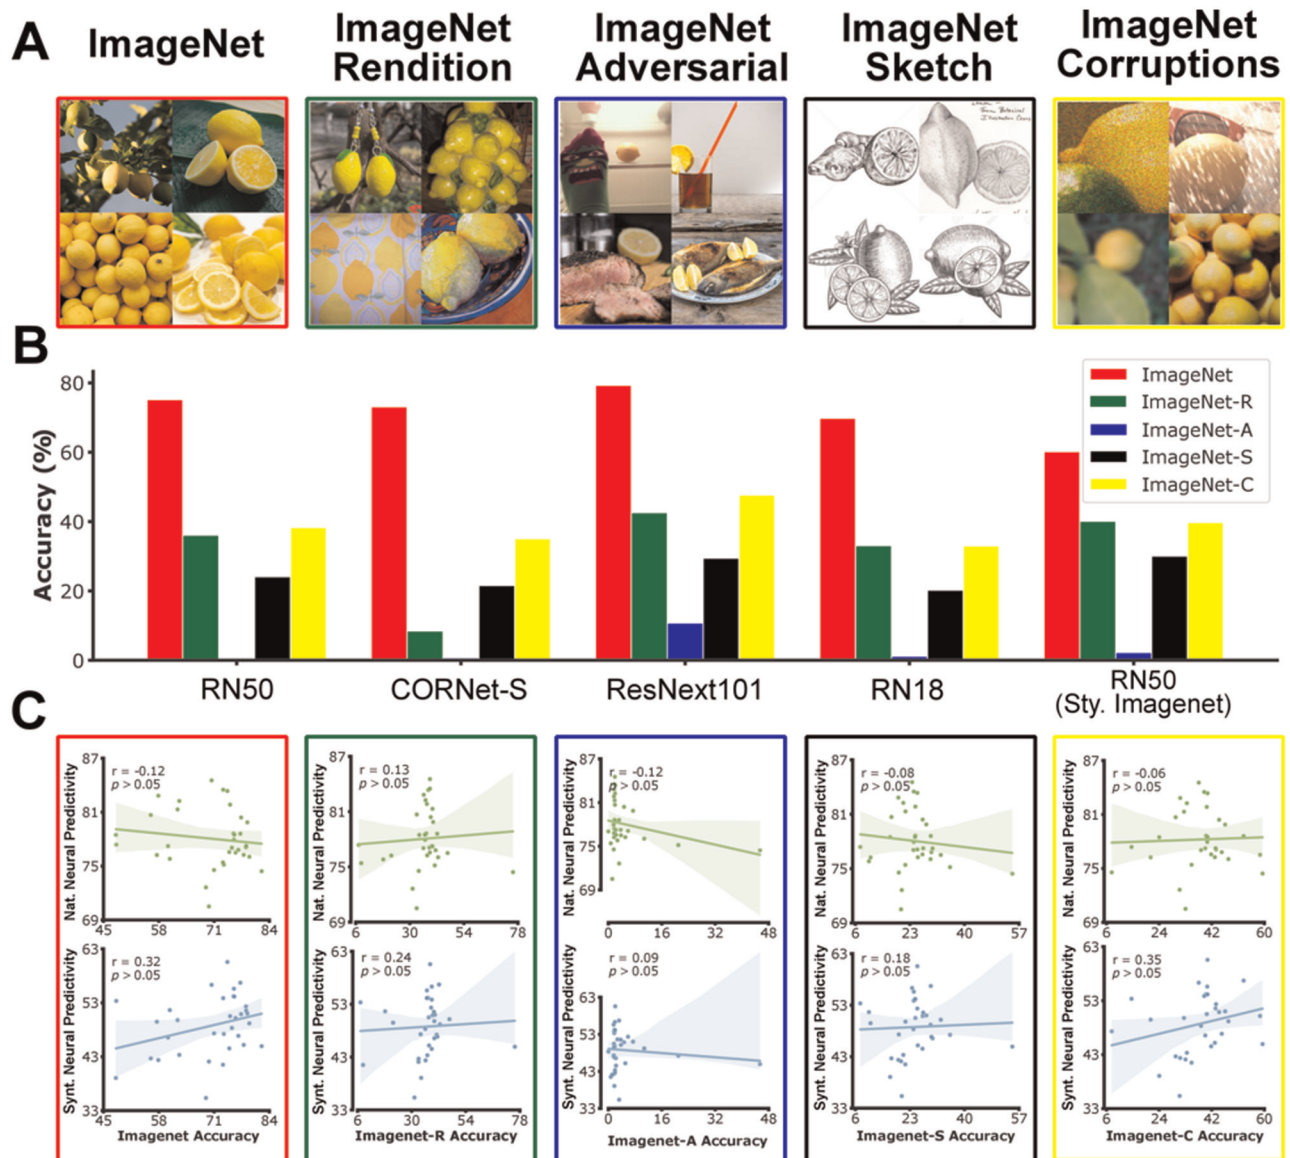 A
ImageNet
ImageNet
Rendition
ImageNet
Adversarial
ImageNet
Sketch
ImageNet
Corruptions
B
Accuracy (%)
80
60
40
20
0
ImageNet
ImageNet-R
ImageNet-A
ImageNet-S
ImageNet-C
RN50
CORNet-S
ResNext101
RN18
RN50
(Sty. Imagenet)
C
Nat. Neural Predictivity
87
81
75
69
r = -0.12
p > 0.05
45 58 71 84
Nat. Neural Predictivity
87
81
75
69
r = 0.13
p > 0.05
6 30 54 78
Nat. Neural Predictivity
87
81
75
69
r = -0.12
p > 0.05
0 16 32 48
Nat. Neural Predictivity
87
81
75
69
r = -0.08
p > 0.05
6 23 40 57
Nat. Neural Predictivity
87
81
75
69
r = -0.06
p > 0.05
6 24 42 60
Synt. Neural Predictivity
63
53
43
33
r = 0.32
p > 0.05
45 58 71 84
Imagenet Accuracy
Synt. Neural Predictivity
63
53
43
33
r = 0.24
p > 0.05
6 30 54 78
Imagenet-R Accuracy
Synt. Neural Predictivity
63
53
43
33
r = 0.09
p > 0.05
0 16 32 48
Imagenet-A Accuracy
Synt. Neural Predictivity
63
53
43
33
r = 0.18
p > 0.05
6 23 40 57
Imagenet-S Accuracy
Synt. Neural Predictivity
63
53
43
33
r = 0.35
p > 0.05
6 24 42 60
Imagenet-C Accuracy